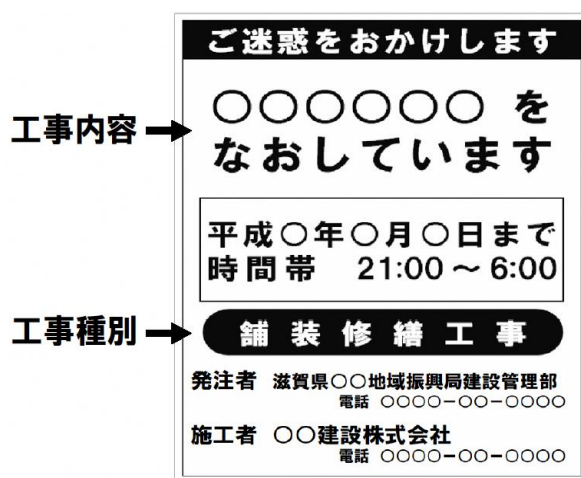 ご迷惑をおかけします
工事内容
○○○○○○を
なおしています
平成○年○月○日まで
時間帯 21:00～6:00
工事種別
舗装修繕工事
発注者 滋賀県○○地域振興局建設管理部
電話 ○○○○-○○-○○○○
施工者 ○○建設株式会社
電話 ○○○○-○○-○○○○